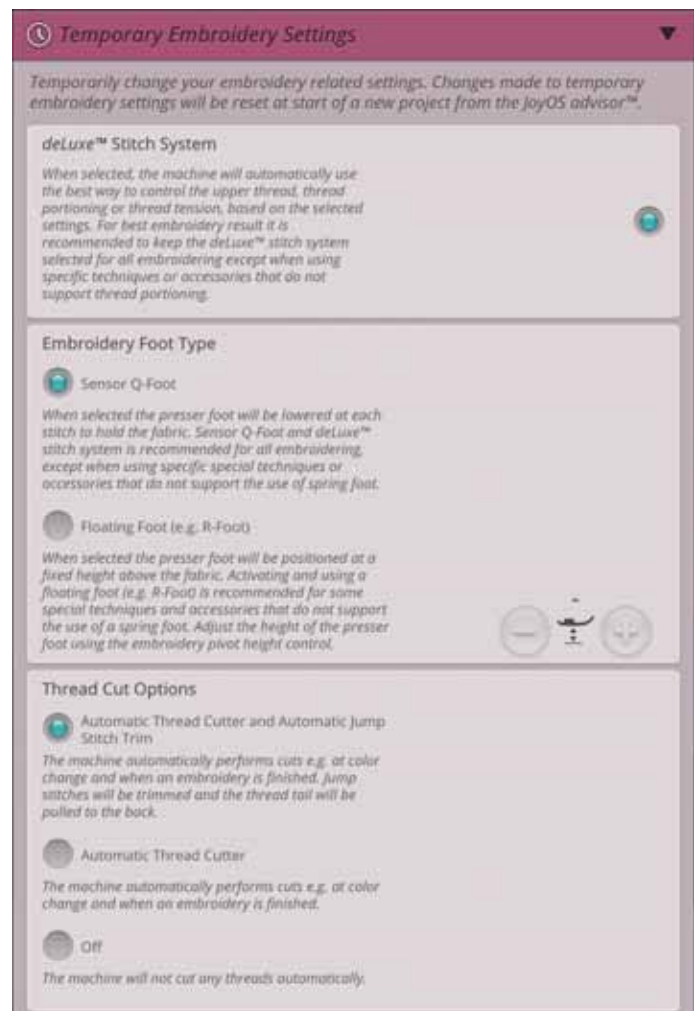 Temporary Embroidery Settings
Temporarily change your embroidery related settings. Changes made to temporary
embroidery settings will be reset at start of a new project from the JoyOS advisor™.
deLuxe™ Stitch System
When selected, the machine will automatically use
the best way to control the upper thread, thread
portioning or thread tension, based on the selected
settings. For best embroidery result it is
recommended to keep the deLuxe™ stitch system
selected for all embroidering except when using
specific techniques or accessories that do not
support thread portioning.
Embroidery Foot Type
Sensor Q-Foot
When selected the presser foot will be lowered at each
stitch to hold the fabric. Sensor Q-Foot and deLuxe™
stitch system is recommended for all embroidering,
except when using specific special techniques or
accessories that do not support the use of spring foot.
Floating Foot (e.g. R-Foot)
When selected the presser foot will be positioned at a
fixed height above the fabric. Activating and using a
floating foot (e.g. R-Foot) is recommended for some
special techniques and accessories that do not support
the use of a spring foot. Adjust the height of the presser
foot using the embroidery pivot height control.
Thread Cut Options
Automatic Thread Cutter and Automatic Jump
Stitch Trim
The machine automatically performs cuts e.g. at color
change and when an embroidery is finished. Jump
stitches will be trimmed and the thread tail will be
pulled to the back.
Automatic Thread Cutter
The machine automatically performs cuts e.g. at color
change and when an embroidery is finished.
Off
The machine will not cut any threads automatically.